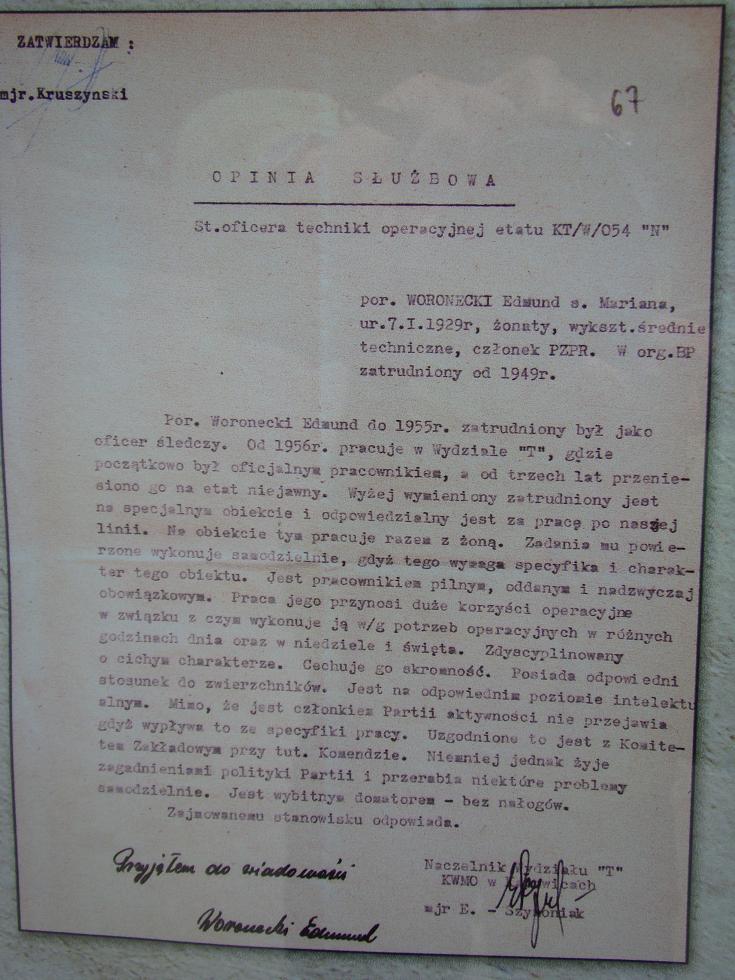 ZATWIERDZAM :
mjr.Kruszynski
67
OPINIA SŁUŻBOWA
St.oficera techniki operacyjnej etatu KT/W/054 "N"
por. WORONECKI Edmund s. Mariana,
ur.7.I.1929r, żonaty, wykszt.średnie
techniczne, członek PZPR. W org.BP
zatrudniony od 1949r.
Por. Woronecki Edmund do 1955r. zatrudniony był jako
oficer śledczy. Od 1956r. pracuje w Wydziale "T", gdzie
początkowo był oficjalnym pracownikiem, a od trzech lat przenie-
siono go na etat niejawny. Wyżej wymieniony zatrudniony jest
na specjalnym obiekcie i odpowiedzialny jest za pracę po naszej
linii. Na obiekcie tym pracuje razem z żoną. Zadania mu powie-
rzone wykonuje samodzielnie, gdyż tego wymaga specyfika i charak-
ter tego obiektu. Jest pracownikiem pilnym, oddanym i nadzwyczaj
obowiązkowym. Praca jego przynosi duże korzyści operacyjne
w związku z czym wykonuje ją w/g potrzeb operacyjnych w różnych
godzinach dnia oraz w niedziele i święta. Zdyscyplinowany
o cichym charakterze. Cechuje go skromność. Posiada odpowiedni
stosunek do zwierzchników. Jest na odpowiednim poziomie intelektu
alnym. Mimo, że jest członkiem Partii aktywności nie przejawia
gdyż wypływa to ze specyfiki pracy. Uzgodnione to jest z Komite-
tem Zakładowym przy tut. Komendzie. Niemniej jednak żyje
zagadnieniami polityki Partii i przerabia niektóre problemy
samodzielnie. Jest wybitnym domatorem - bez nałogów.
Zajmowanemu stanowisku odpowiada.
Przyjąłem do wiadomości
Woronecki Edmund
Naczelnik Wydziału "T"
KWMO w
mjr E. - Szymoniak